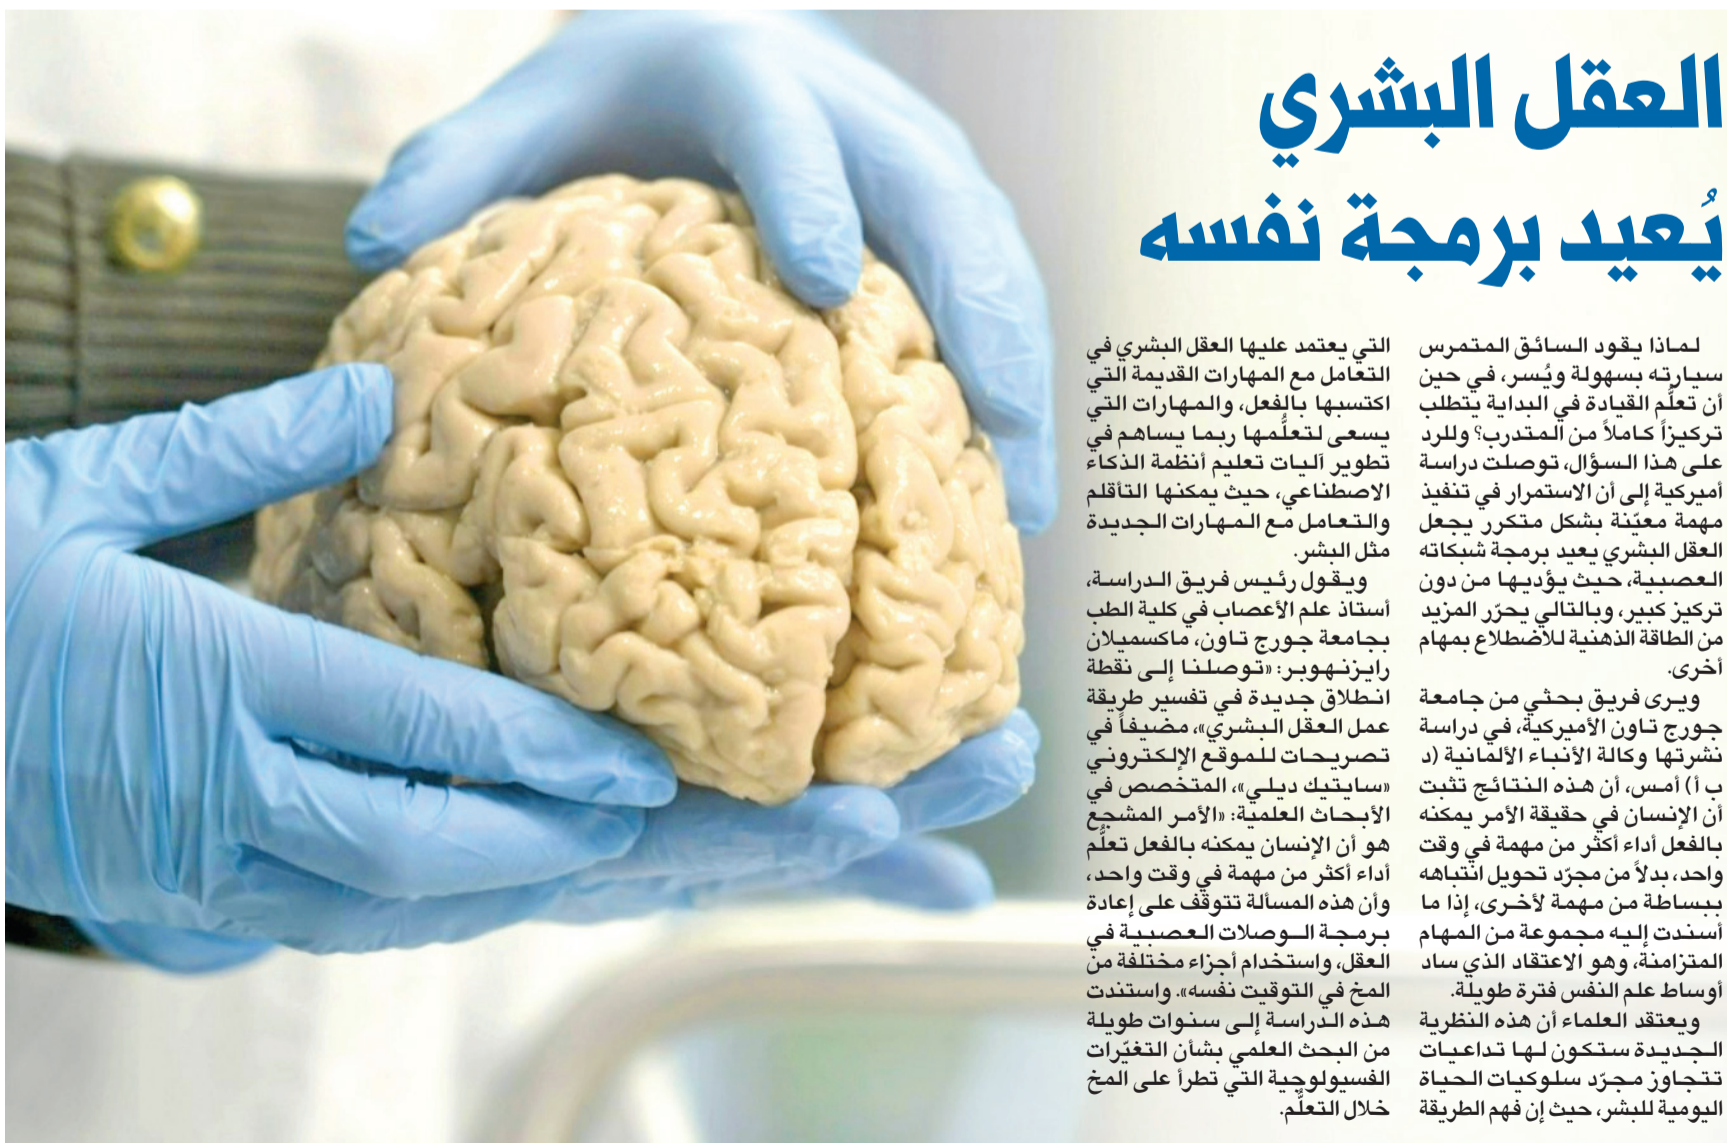 العقل البشري
يُعيد برمجة نفسه
لماذا يقود السائق المتمرس
سيارته بسهولة ويُسر، في حين
أن تعلُّم القيادة في البداية يتطلب
تركيزاً كاملاً من المتدرب؟ وللرد
على هذا السؤال، توصلت دراسة
أميركية إلى أن الاستمرار في تنفيذ
مهمة معيّنة بشكل متكرر يجعل
العقل البشري يعيد برمجة شبكاته
العصبية، حيث يؤديها من دون
تركيز كبير، وبالتالي يحرّر المزيد
من الطاقة الذهنية للاضطلاع بمهام
أخرى.
ويرى فريق بحثي من جامعة
جورج تاون الأميركية، في دراسة
نشرتها وكالة الأنباء الألمانية (د
ب أ) أمس، أن هذه النتائج تثبت
أن الإنسان في حقيقة الأمر يمكنه
بالفعل أداء أكثر من مهمة في وقت
واحد، بدلاً من مجرّد تحويل انتباهه
ببساطة من مهمة لأخرى، إذا ما
أسندت إليه مجموعة من المهام
المتزامنة، وهو الاعتقاد الذي ساد
أوساط علم النفس فترة طويلة.
ويعتقد العلماء أن هذه النظرية
الجديدة ستكون لها تداعيات
تتجاوز مجرّد سلوكيات الحياة
اليومية للبشر، حيث إن فهم الطريقة
التي يعتمد عليها العقل البشري في
التعامل مع المهارات القديمة التي
اكتسبها بالفعل، والمهارات التي
يسعى لتعلُّمها ربما يساهم في
تطوير آليات تعليم أنظمة الذكاء
الاصطناعي، حيث يمكنها التأقلم
والتعامل مع المهارات الجديدة
مثل البشر.
ويقول رئيس فريق الدراسة،
أستاذ علم الأعصاب في كلية الطب
بجامعة جورج تاون، ماكسميلان
رايزنهوبر: «توصلنا إلى نقطة
انطلاق جديدة في تفسير طريقة
عمل العقل البشري»، مضيفاً في
تصريحات للموقع الإلكتروني
«سايتيك ديلي»، المتخصص في
الأبحاث العلمية: «الأمر المشجع
هو أن الإنسان يمكنه بالفعل تعلُّم
أداء أكثر من مهمة في وقت واحد،
وأن هذه المسألة تتوقف على إعادة
برمجة الوصلات العصبية في
العقل، واستخدام أجزاء مختلفة من
المخ في التوقيت نفسه». واستندت
هذه الدراسة إلى سنوات طويلة
من البحث العلمي بشأن التغيّرات
الفسيولوجية التي تطرأ على المخ
خلال التعلُّم.